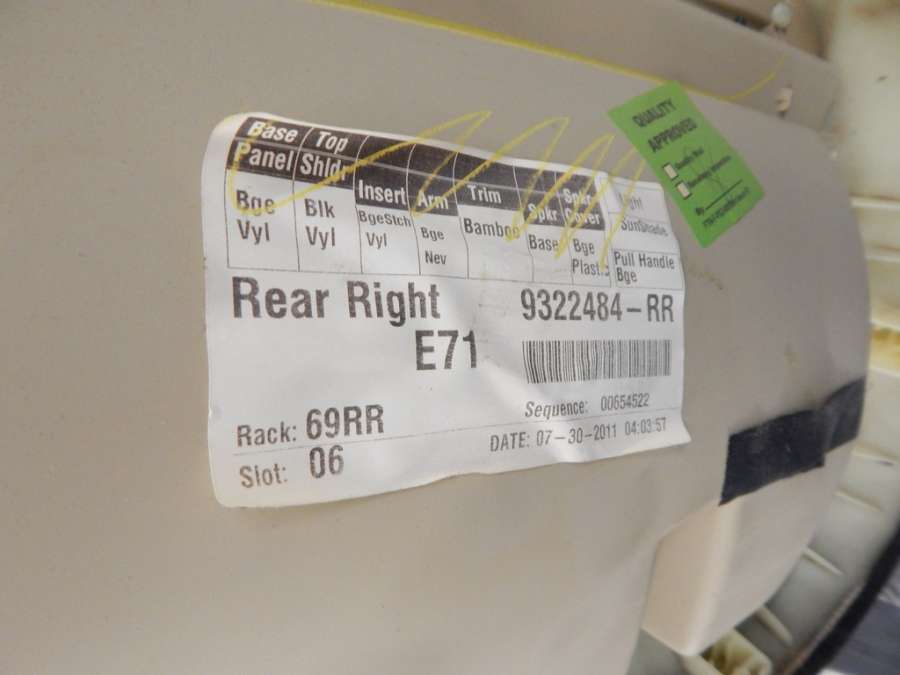 Base Top
Panel Shldr Insert Arm Trim Spkr Spkr Cover
Bge Vyl Blk Vyl BgeStch Vyl Bge Nev Bamboo Base Bge Plastic Light SunShade
Pull Handle Bge
Rear Right 9322484-RR
E71
Sequence: 00654522
Rack: 69RR
DATE: 07-30-2011 04:03:57
Slot: 06
QUALITY
APPROVED
By